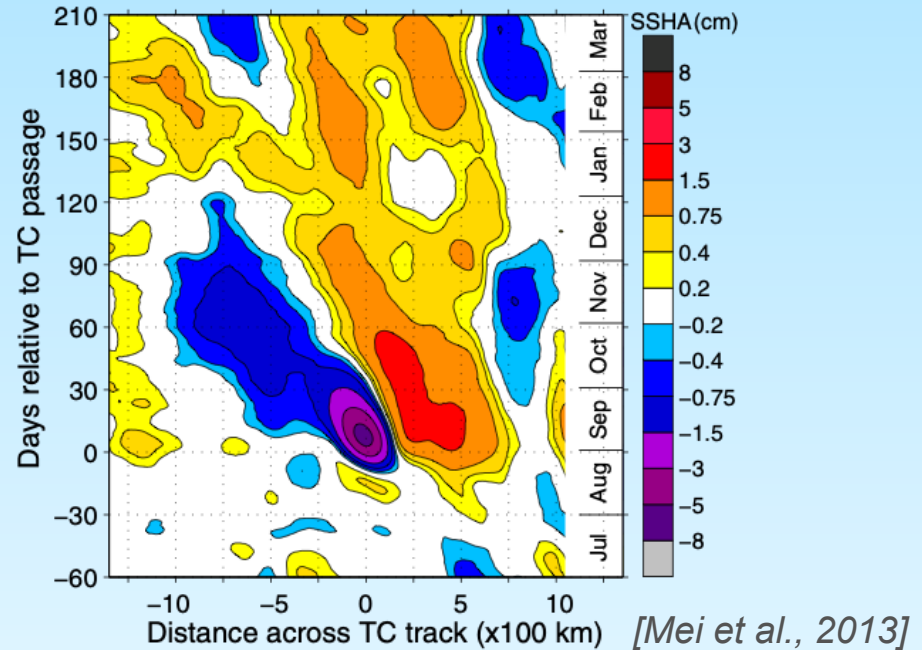 SSHA (cm)
210
180
150
120
90
60
30
0
−30
−60
Days relative to TC passage
Mar
Feb
Jan
Dec
Nov
Oct
Sep
Aug
Jul
8
5
3
1.5
0.75
0.4
0.2
−0.2
−0.4
−0.75
−1.5
−3
−5
−8
−10 −5 0 5 10
Distance across TC track (x100 km)
[Mei et al., 2013]